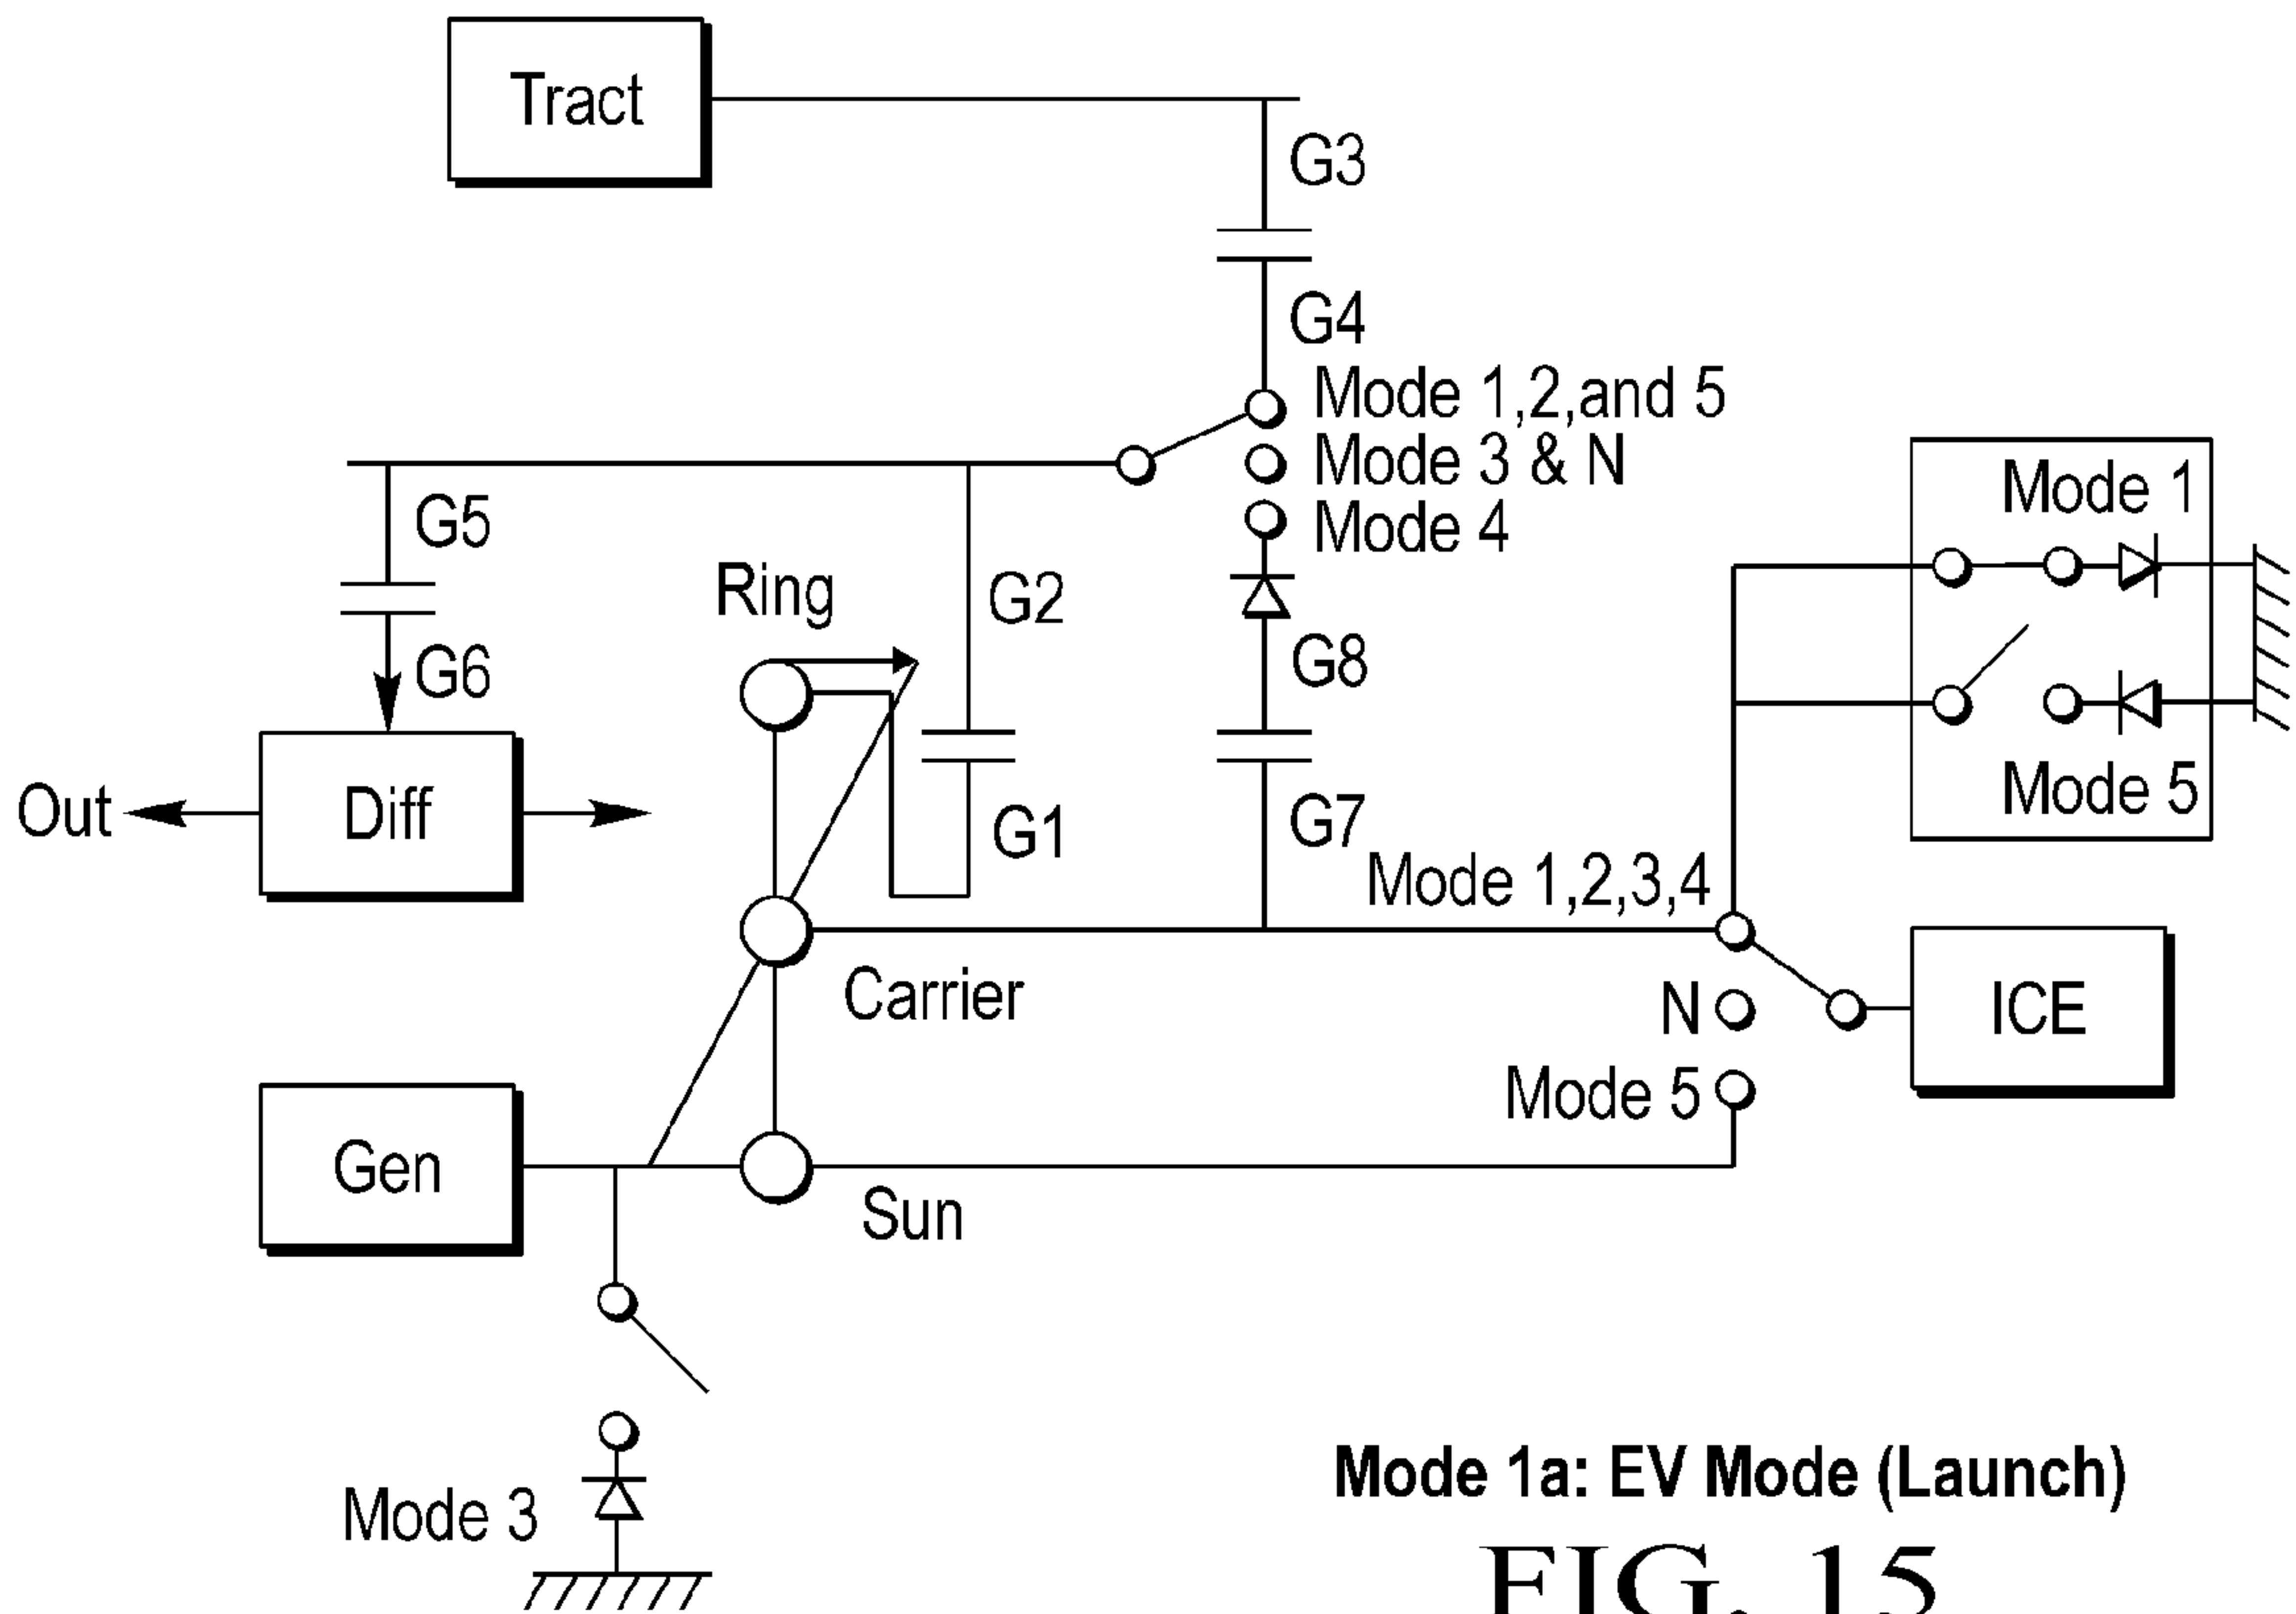 Tract
G3
G4
Mode 1,2,and 5
Mode 3 & N
Mode 4
G5
G6
Ring
G2
G8
Mode 1
Mode 5
Out
Diff
G1
G7
Mode 1,2,3,4
Carrier
N
ICE
Mode 5
Gen
Sun
Mode 3
Mode 1a: EV Mode (Launch)
FIG. 15